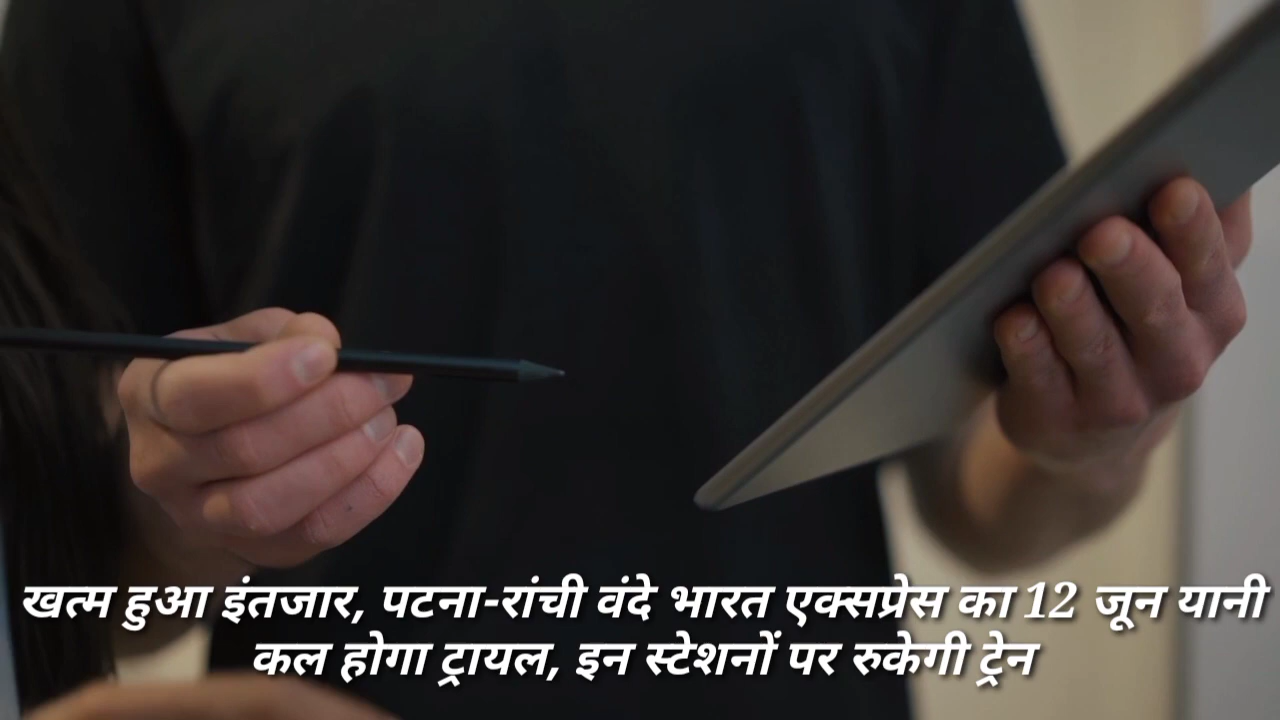 खत्म हुआ इंतजार, पटना-रांची वंदे भारत एक्सप्रेस का 12 जून यानी
कल होगा ट्रायल, इन स्टेशनों पर रुकेगी ट्रेन